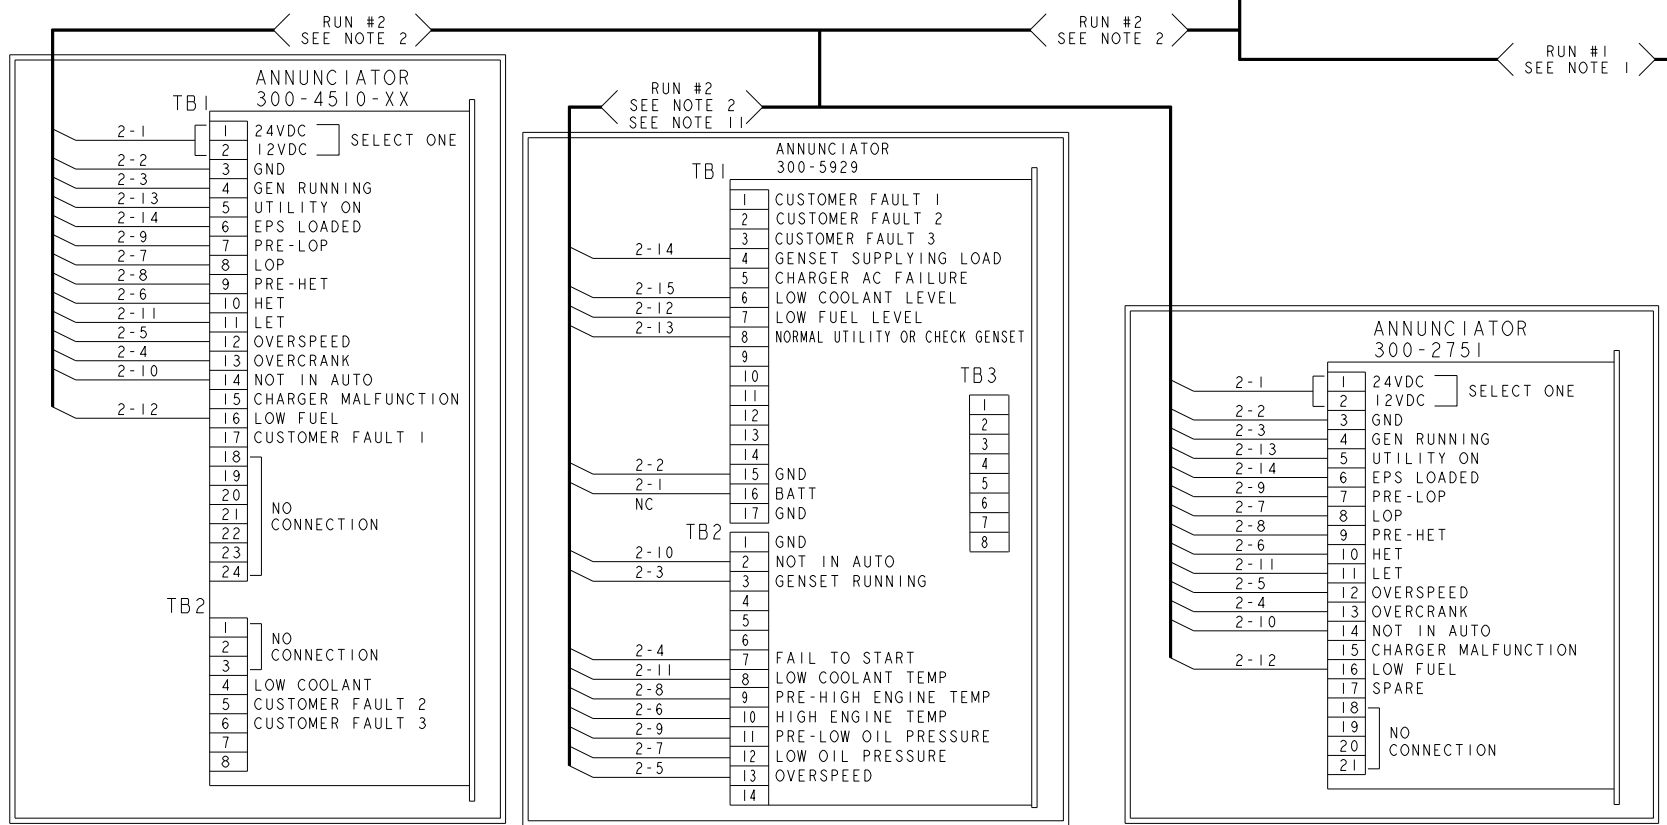 RUN #2
SEE NOTE 2
RUN #2
SEE NOTE 2
RUN #1
SEE NOTE 1
RUN #2
SEE NOTE 2
SEE NOTE 11
ANNUNCIATOR
300-4510-XX
TB1
2-1 1 24VDC
2 12VDC
SELECT ONE
2-2 3 GND
2-3 4 GEN RUNNING
2-13 5 UTILITY ON
2-14 6 EPS LOADED
2-9 7 PRE-LOP
2-7 8 LOP
2-8 9 PRE-HET
2-6 10 HET
2-11 11 LET
2-5 12 OVERSPEED
2-4 13 OVERCRANK
2-10 14 NOT IN AUTO
15 CHARGER MALFUNCTION
2-12 16 LOW FUEL
17 CUSTOMER FAULT 1
18
19
20
21
22
23
24
NO
CONNECTION
TB2
1
2
3
NO
CONNECTION
4 LOW COOLANT
5 CUSTOMER FAULT 2
6 CUSTOMER FAULT 3
7
8
ANNUNCIATOR
300-5929
TB1
1 CUSTOMER FAULT 1
2 CUSTOMER FAULT 2
3 CUSTOMER FAULT 3
2-14 4 GENSET SUPPLYING LOAD
5 CHARGER AC FAILURE
2-15 6 LOW COOLANT LEVEL
2-12 7 LOW FUEL LEVEL
2-13 8 NORMAL UTILITY OR CHECK GENSET
9
10
11
12
13
14
2-2 15 GND
2-1 16 BATT
NC 17 GND
TB2
1 GND
2-10 2 NOT IN AUTO
2-3 3 GENSET RUNNING
4
5
6
2-4 7 FAIL TO START
2-11 8 LOW COOLANT TEMP
2-8 9 PRE-HIGH ENGINE TEMP
2-6 10 HIGH ENGINE TEMP
2-9 11 PRE-LOW OIL PRESSURE
2-7 12 LOW OIL PRESSURE
2-5 13 OVERSPEED
14
TB3
1
2
3
4
5
6
7
8
ANNUNCIATOR
300-2751
2-1 1 24VDC
2 12VDC
SELECT ONE
2-2 3 GND
2-3 4 GEN RUNNING
2-13 5 UTILITY ON
2-14 6 EPS LOADED
2-9 7 PRE-LOP
2-7 8 LOP
2-8 9 PRE-HET
2-6 10 HET
2-11 11 LET
2-5 12 OVERSPEED
2-4 13 OVERCRANK
2-10 14 NOT IN AUTO
15 CHARGER MALFUNCTION
2-12 16 LOW FUEL
17 SPARE
18
19
20
21
NO
CONNECTION